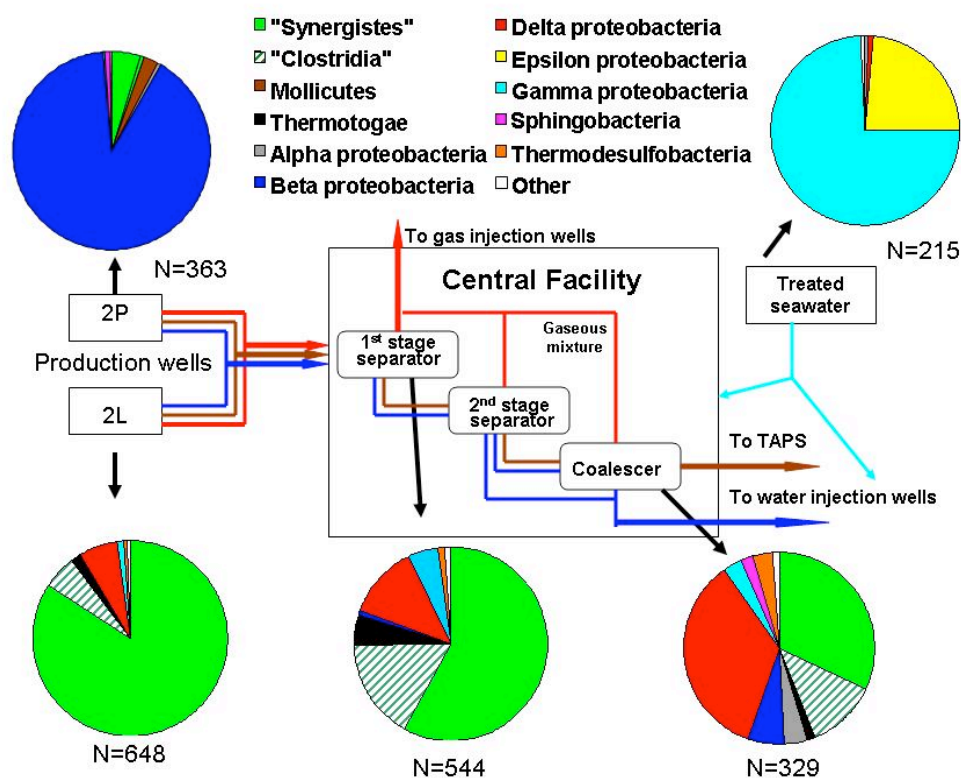 "Synergistes"
"Clostridia"
Mollicutes
Thermotogae
Alpha proteobacteria
Beta proteobacteria
Delta proteobacteria
Epsilon proteobacteria
Gamma proteobacteria
Sphingobacteria
Thermodesulfobacteria
Other
N=363
N=215
To gas injection wells
Central Facility
Treated
seawater
2P
Production wells
2L
1st stage
separator
Gaseous
mixture
2nd stage
separator
Coalescer
To TAPS
To water injection wells
N=648
N=544
N=329